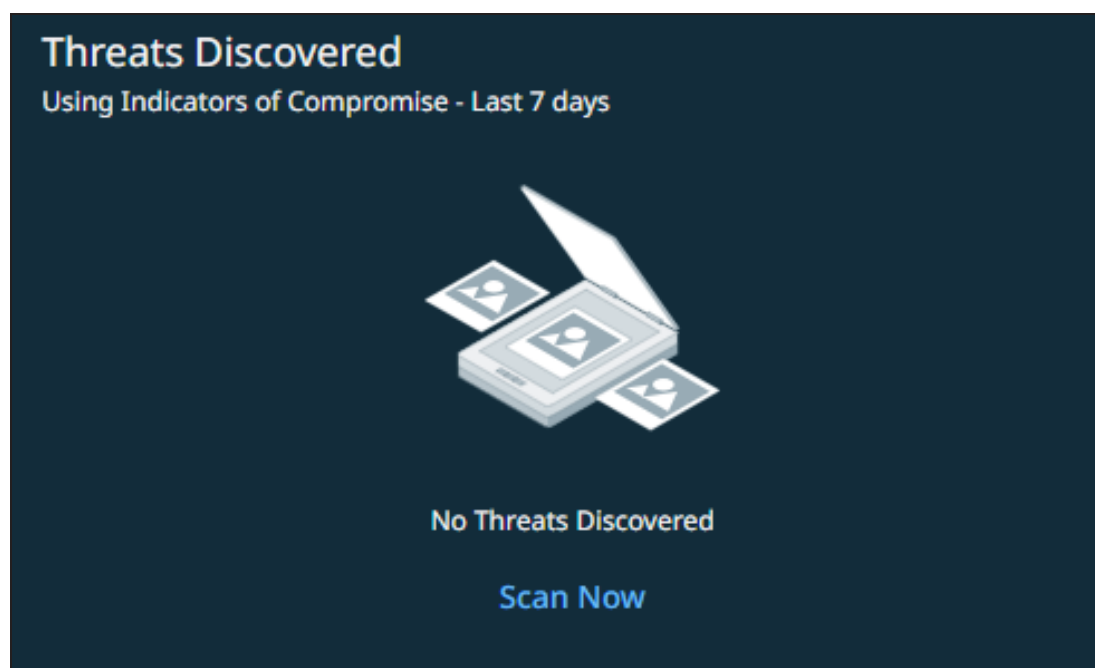 Threats Discovered
Using Indicators of Compromise - Last 7 days
No Threats Discovered
Scan Now